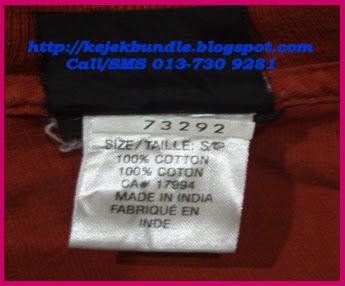 http://kejekbundle.blogspot.com
Call/SMS 013-730 9281
73292
SIZE/TAILLE: S/P
100% COTTON
100% COTON
CA# 17994
MADE IN INDIA
FABRIQUÉ EN
INDE